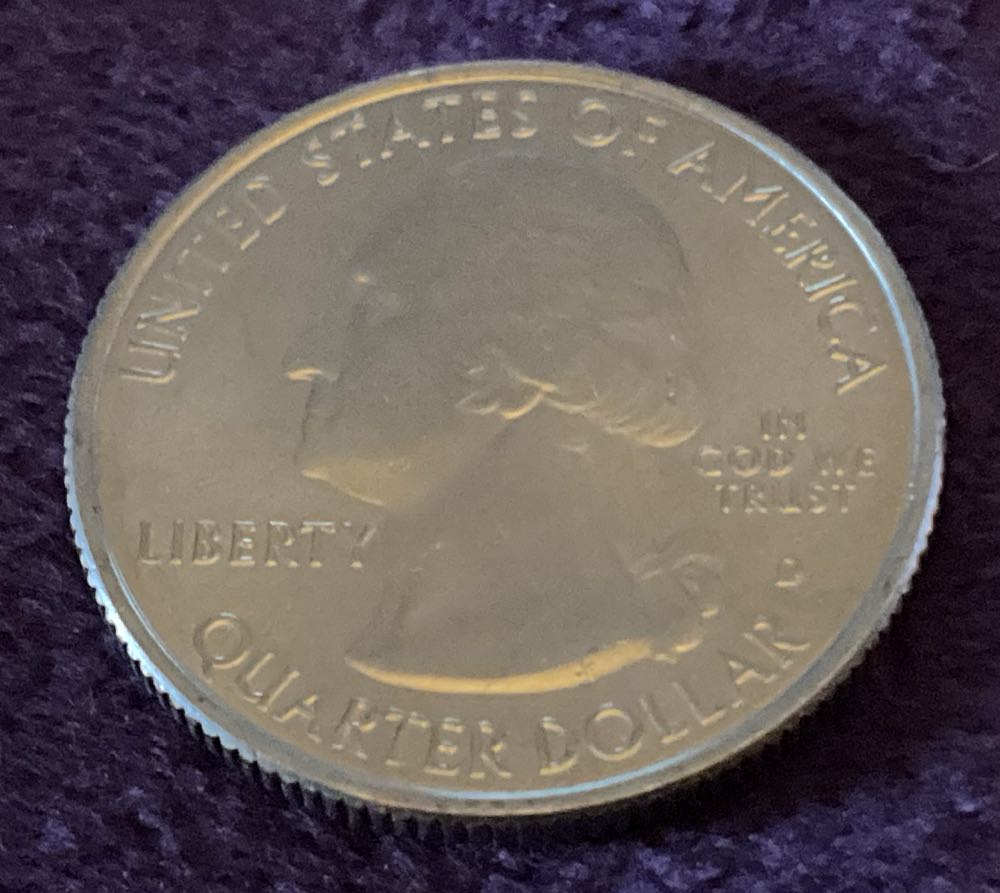 UNITED STATES OF AMERICA
LIBERTY
IN
GOD WE
TRUST
D
QUARTER DOLLAR